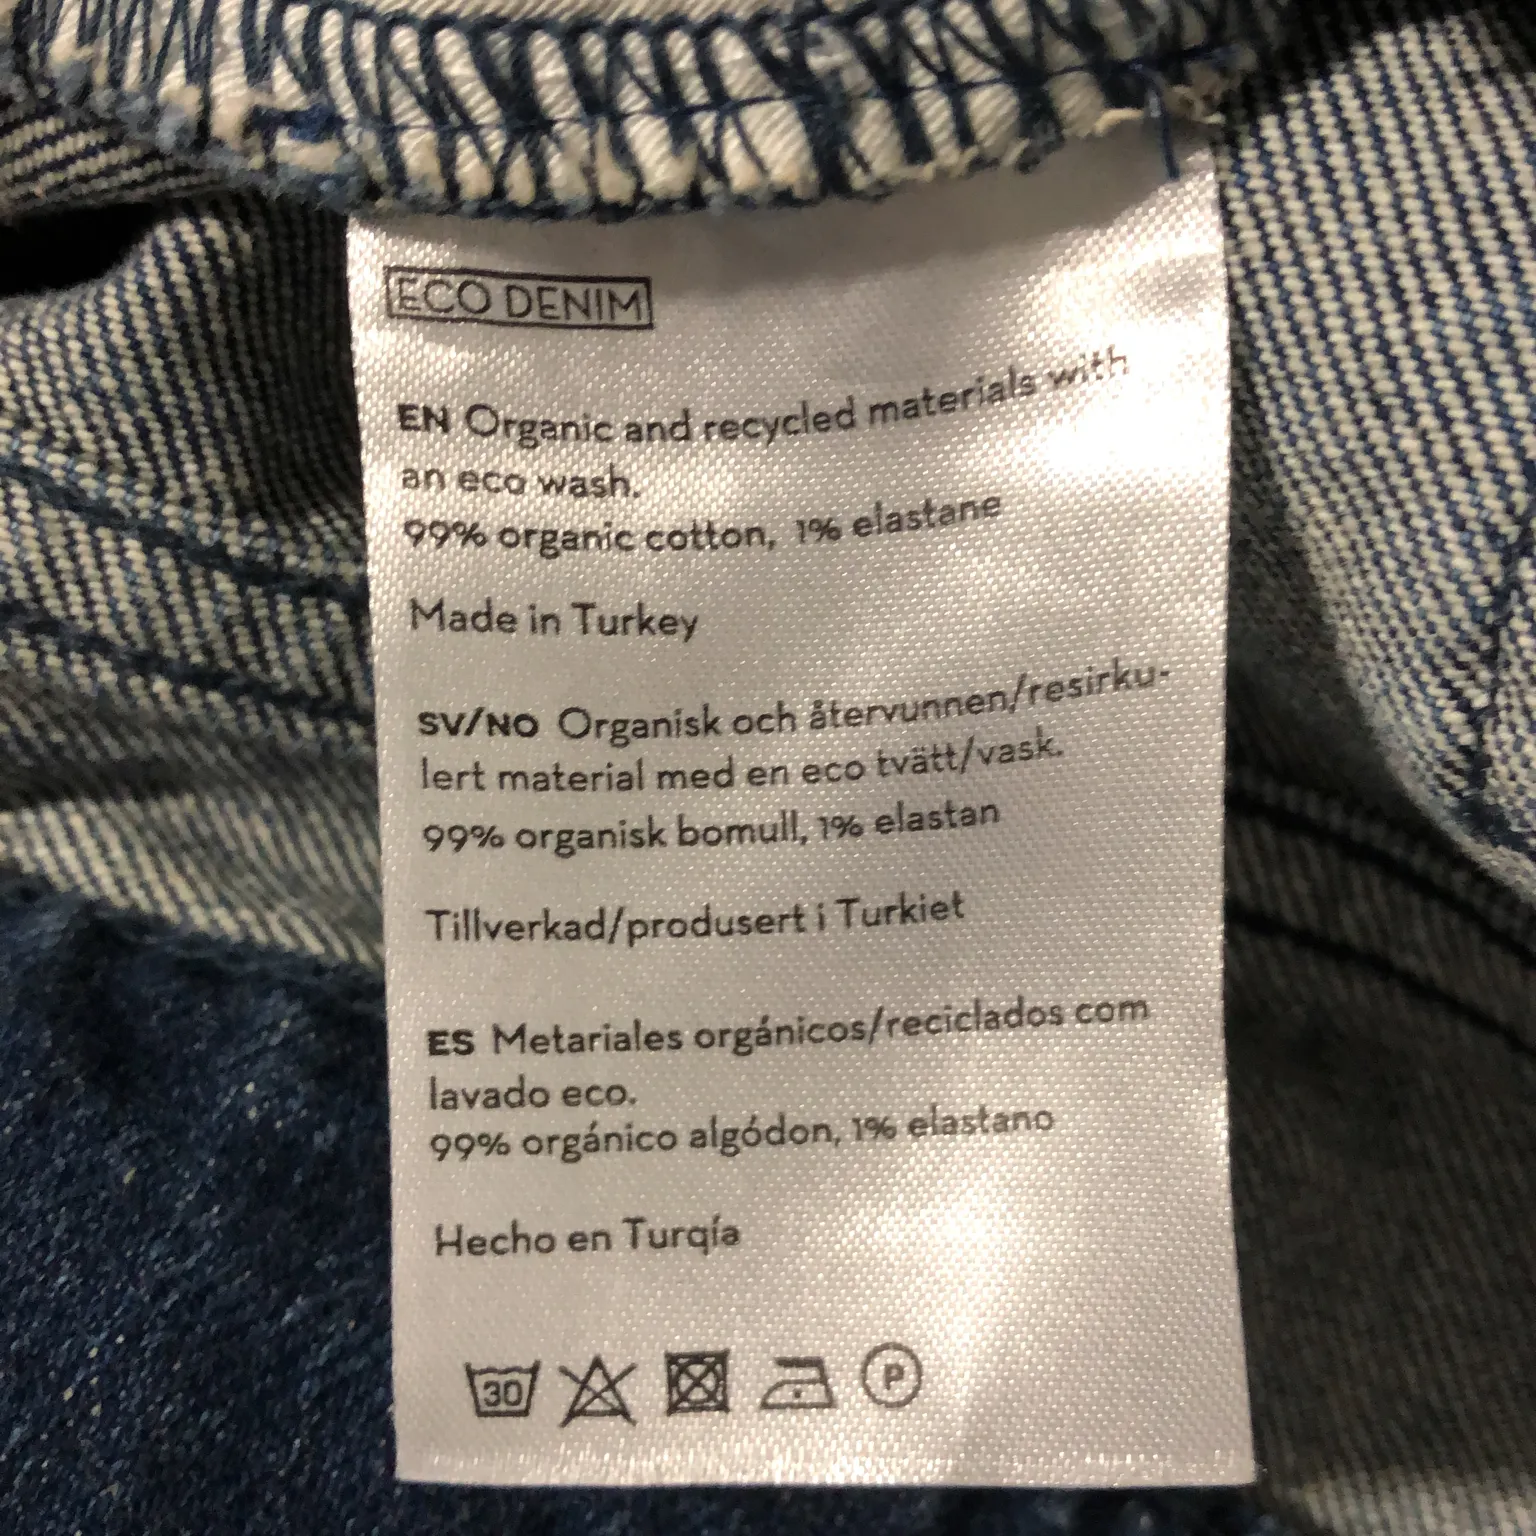 ECO DENIM
EN Organic and recycled materials with
an eco wash.
99% organic cotton, 1% elastane
Made in Turkey
SV/NO Organisk och återvunnen/resirku-
lert material med en eco tvätt/vask.
99% organisk bomull, 1% elastan
Tillverkad/produsert i Turkiet
ES Metariales orgánicos/reciclados com
lavado eco.
99% orgánico algódon, 1% elastano
Hecho en Turqía
30 P